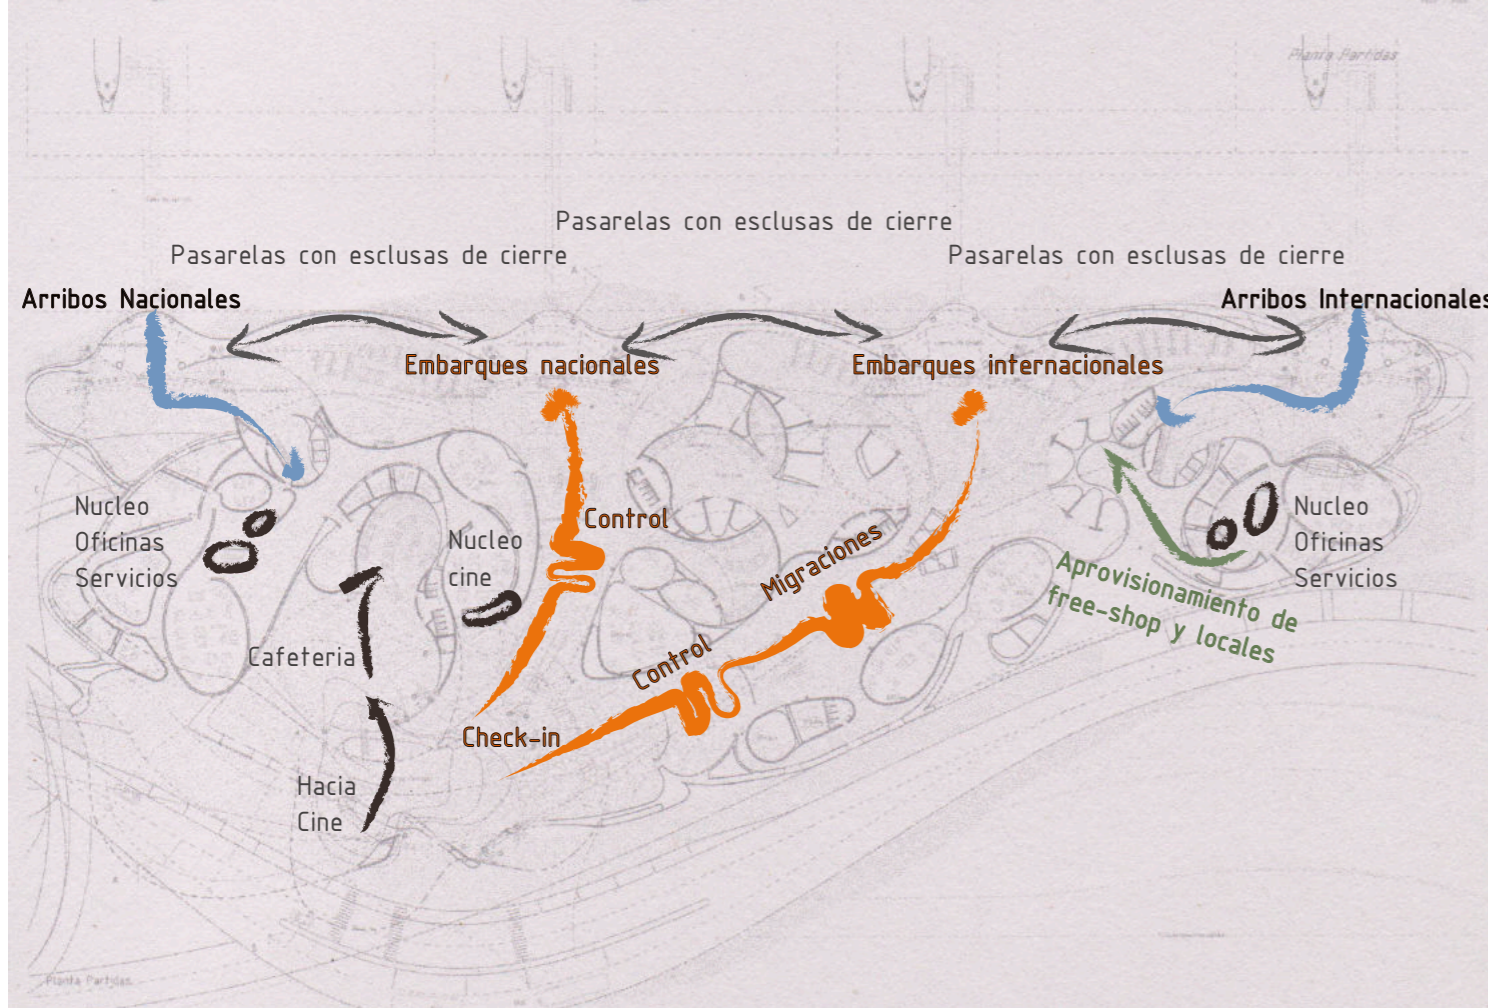 Planta Partidas
Pasarelas con esclusas de cierre
Pasarelas con esclusas de cierre
Pasarelas con esclusas de cierre
Arribos Nacionales
Arribos Internacionales
Embarques nacionales
Embarques internacionales
Nucleo
Oficinas
Servicios
Nucleo
cine
Control
Migraciones
Nucleo
Oficinas
Servicios
Aprovisionamiento de
free-shop y locales
Cafeteria
Control
Check-in
Hacia
Cine
Planta Partidas